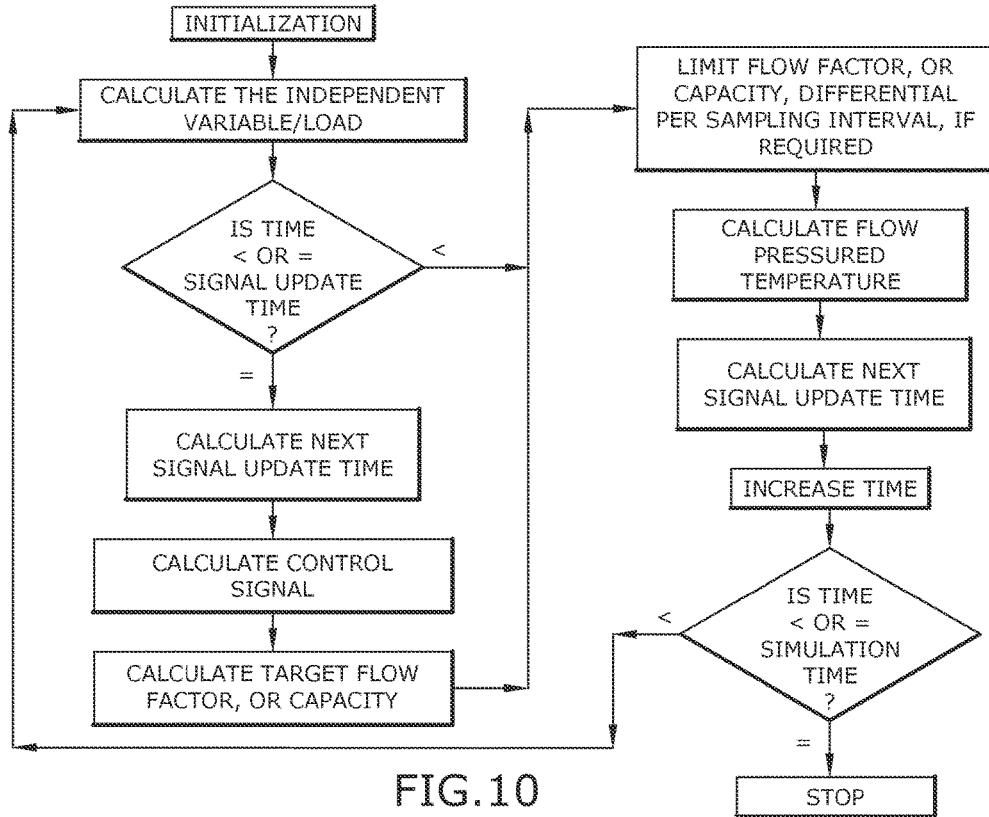 INITIALIZATION
CALCULATE THE INDEPENDENT
VARIABLE/LOAD
IS TIME
< OR =
SIGNAL UPDATE
TIME
?
<
=
CALCULATE NEXT
SIGNAL UPDATE TIME
CALCULATE CONTROL
SIGNAL
CALCULATE TARGET FLOW
FACTOR, OR CAPACITY
LIMIT FLOW FACTOR, OR
CAPACITY, DIFFERENTIAL
PER SAMPLING INTERVAL, IF
REQUIRED
CALCULATE FLOW
PRESSURED
TEMPERATURE
CALCULATE NEXT
SIGNAL UPDATE TIME
INCREASE TIME
IS TIME
< OR =
SIMULATION
TIME
?
<
=
STOP
FIG.10